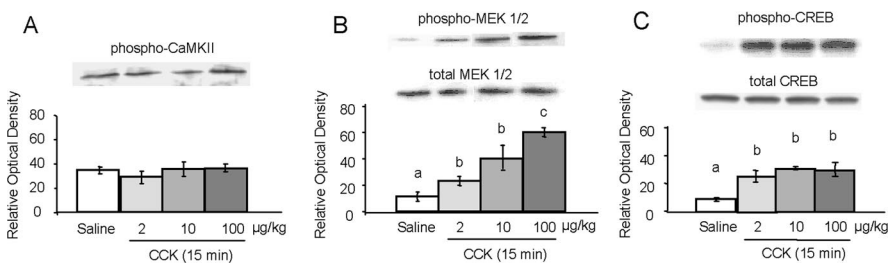 A
phospho-CaMKII
Relative Optical Density
80
60
40
20
0
Saline 2 10 100 µg/kg
CCK (15 min)
B
phospho-MEK 1/2
total MEK 1/2
Relative Optical Density
80
60
40
20
0
a b b c
Saline 2 10 100 µg/kg
CCK (15 min)
C
phospho-CREB
total CREB
Relative Optical Density
60
40
20
0
a b b b
Saline 2 10 100 µg/kg
CCK (15 min)